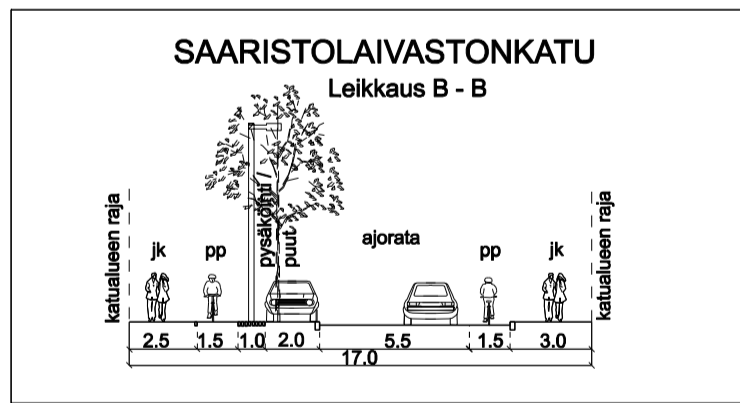 SAARISTOLAIVASTONKATU
Leikkaus B - B
katualueen raja
jk
pp
pysäköinti /
puut
ajorata
pp
jk
katualueen raja
2.5
1.5
1.0
2.0
5.5
1.5
3.0
17.0